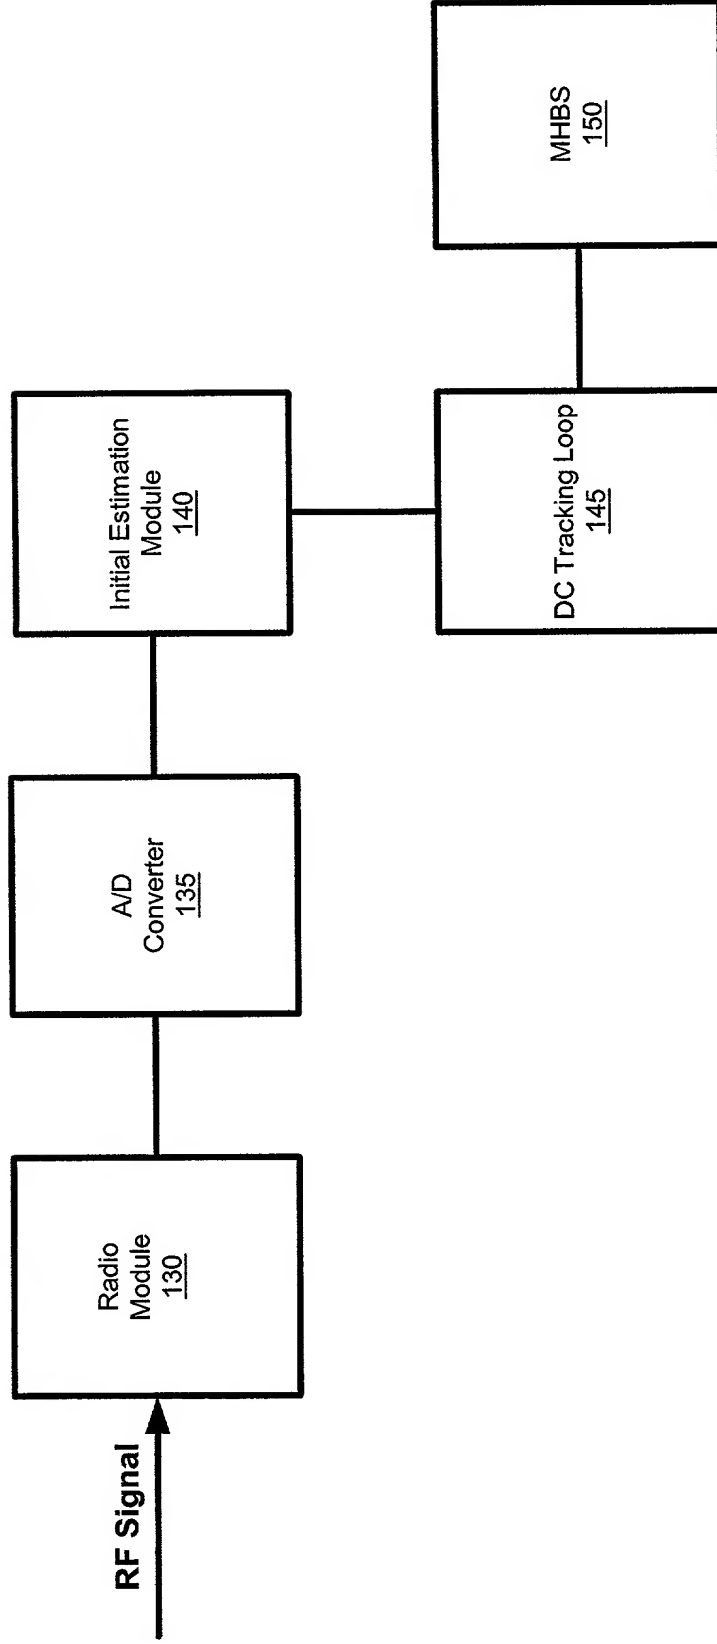 RF Signal
Radio
Module
130
A/D
Converter
135
Initial Estimation
Module
140
DC Tracking Loop
145
MHBS
150